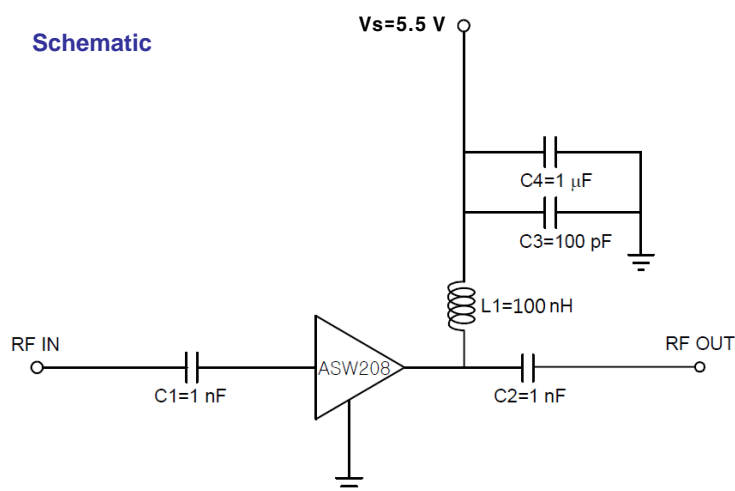 Vs=5.5 V
Schematic
C4=1 μF
C3=100 pF
L1=100 nH
RF IN
RF OUT
ASW208
C1=1 nF
C2=1 nF